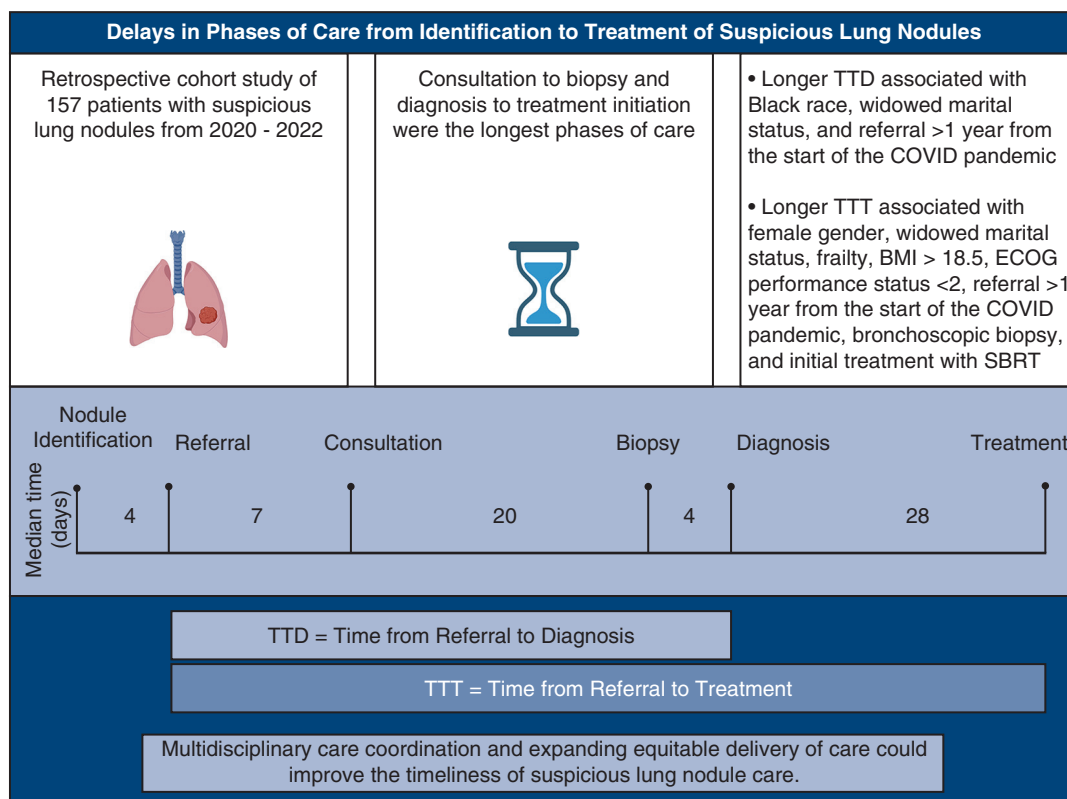 Delays in Phases of Care from Identification to Treatment of Suspicious Lung Nodules
Retrospective cohort study of
157 patients with suspicious
lung nodules from 2020 - 2022
Consultation to biopsy and
diagnosis to treatment initiation
were the longest phases of care
• Longer TTD associated with
Black race, widowed marital
status, and referral >1 year from
the start of the COVID pandemic
• Longer TTT associated with
female gender, widowed marital
status, frailty, BMI > 18.5, ECOG
performance status <2, referral >1
year from the start of the COVID
pandemic, bronchoscopic biopsy,
and initial treatment with SBRT
Nodule
Identification
Referral
Consultation
Biopsy
Diagnosis
Treatment
Median time
(days)
4
7
20
4
28
TTD = Time from Referral to Diagnosis
TTT = Time from Referral to Treatment
Multidisciplinary care coordination and expanding equitable delivery of care could
improve the timeliness of suspicious lung nodule care.